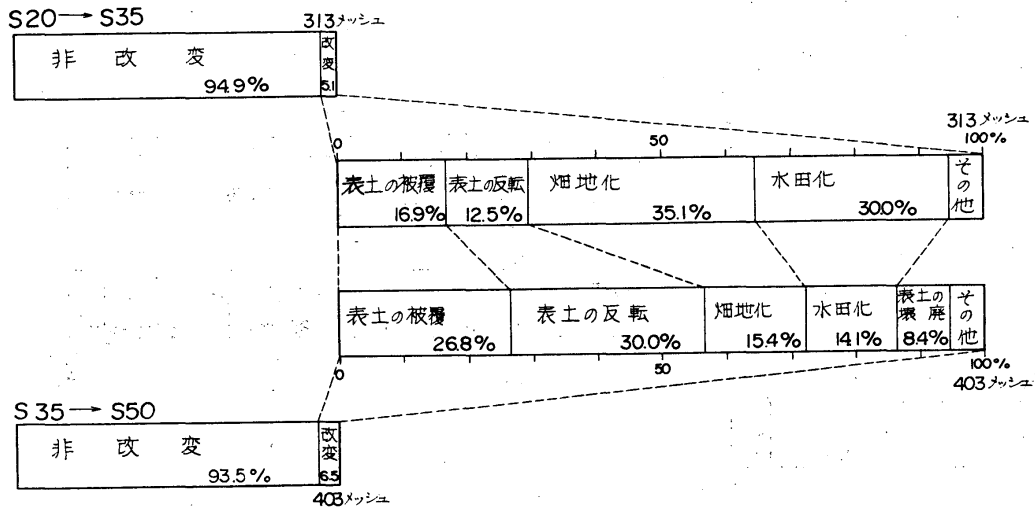 S20→S35
313メッシュ
非改変
94.9%
改変
5.1
313メッシュ
0
50
100%
表土の被覆
16.9%
表土の反転
12.5%
畑地化
35.1%
水田化
30.0%
その他
表土の被覆
26.8%
表土の反転
30.0%
畑地化
15.4%
水田化
14.1%
表土の壊廃
8.4%
その他
0
50
100%
403メッシュ
S35→S50
非改変
93.5%
改変
6.5
403メッシュ